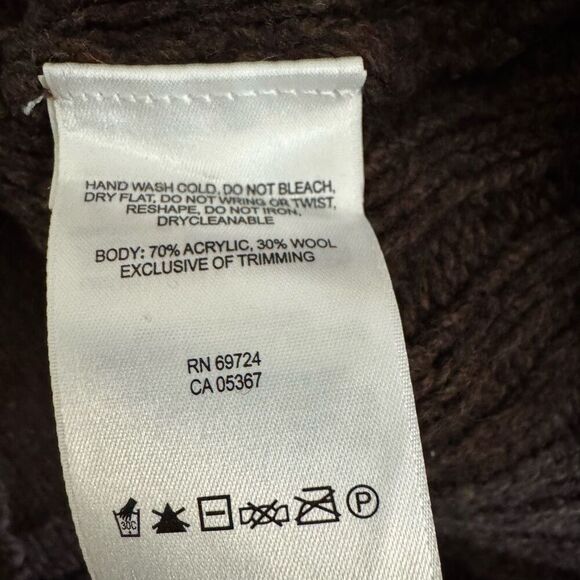 HAND WASH COLD, DO NOT BLEACH,
DRY FLAT, DO NOT WRING OR TWIST,
RESHAPE, DO NOT IRON,
DRYCLEANABLE
BODY: 70% ACRYLIC, 30% WOOL
EXCLUSIVE OF TRIMMING
RN 69724
CA 05367
30C P